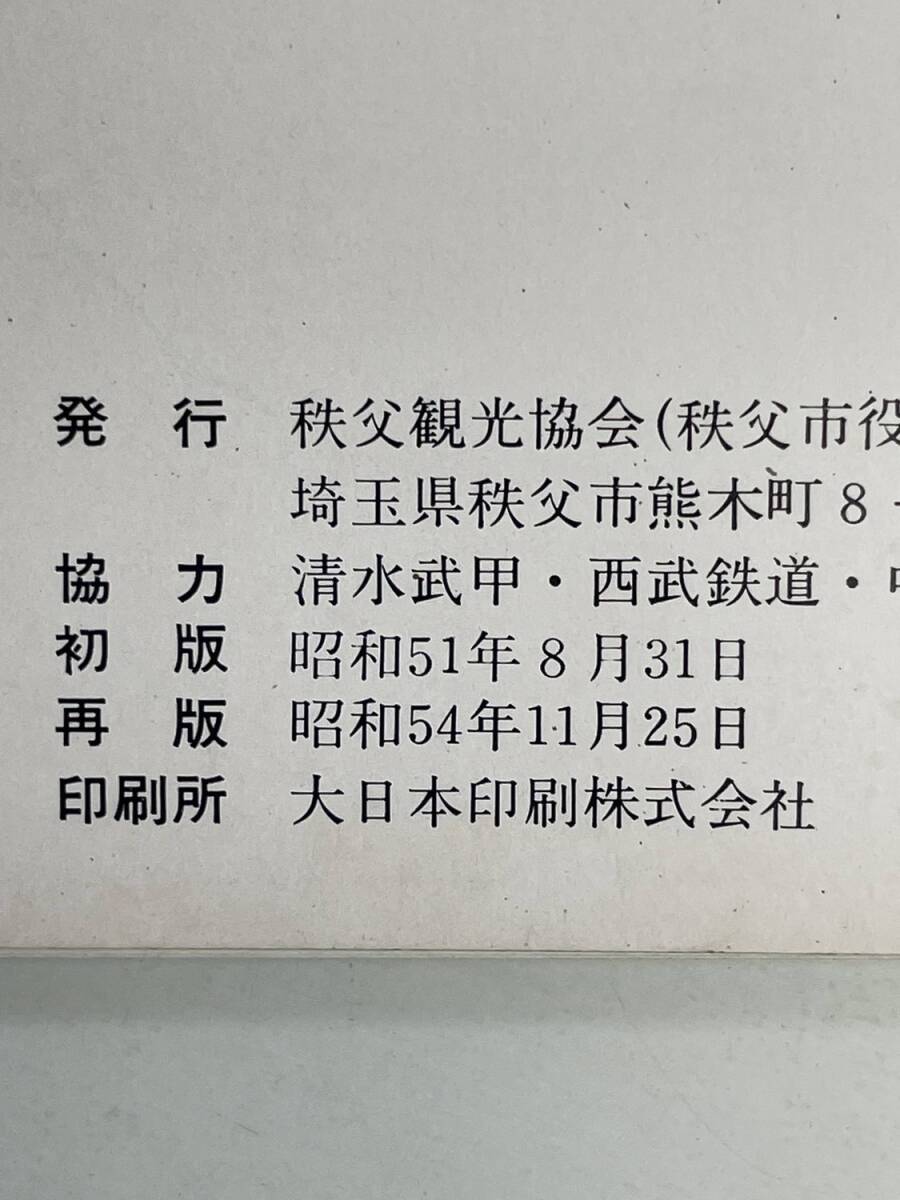 発 行 秩父観光協会(秩父市役
埼玉県秩父市熊木町8-
協 力 清水武甲・西武鉄道・
初 版 昭和51年8月31日
再 版 昭和54年11月25日
印刷所 大日本印刷株式会社